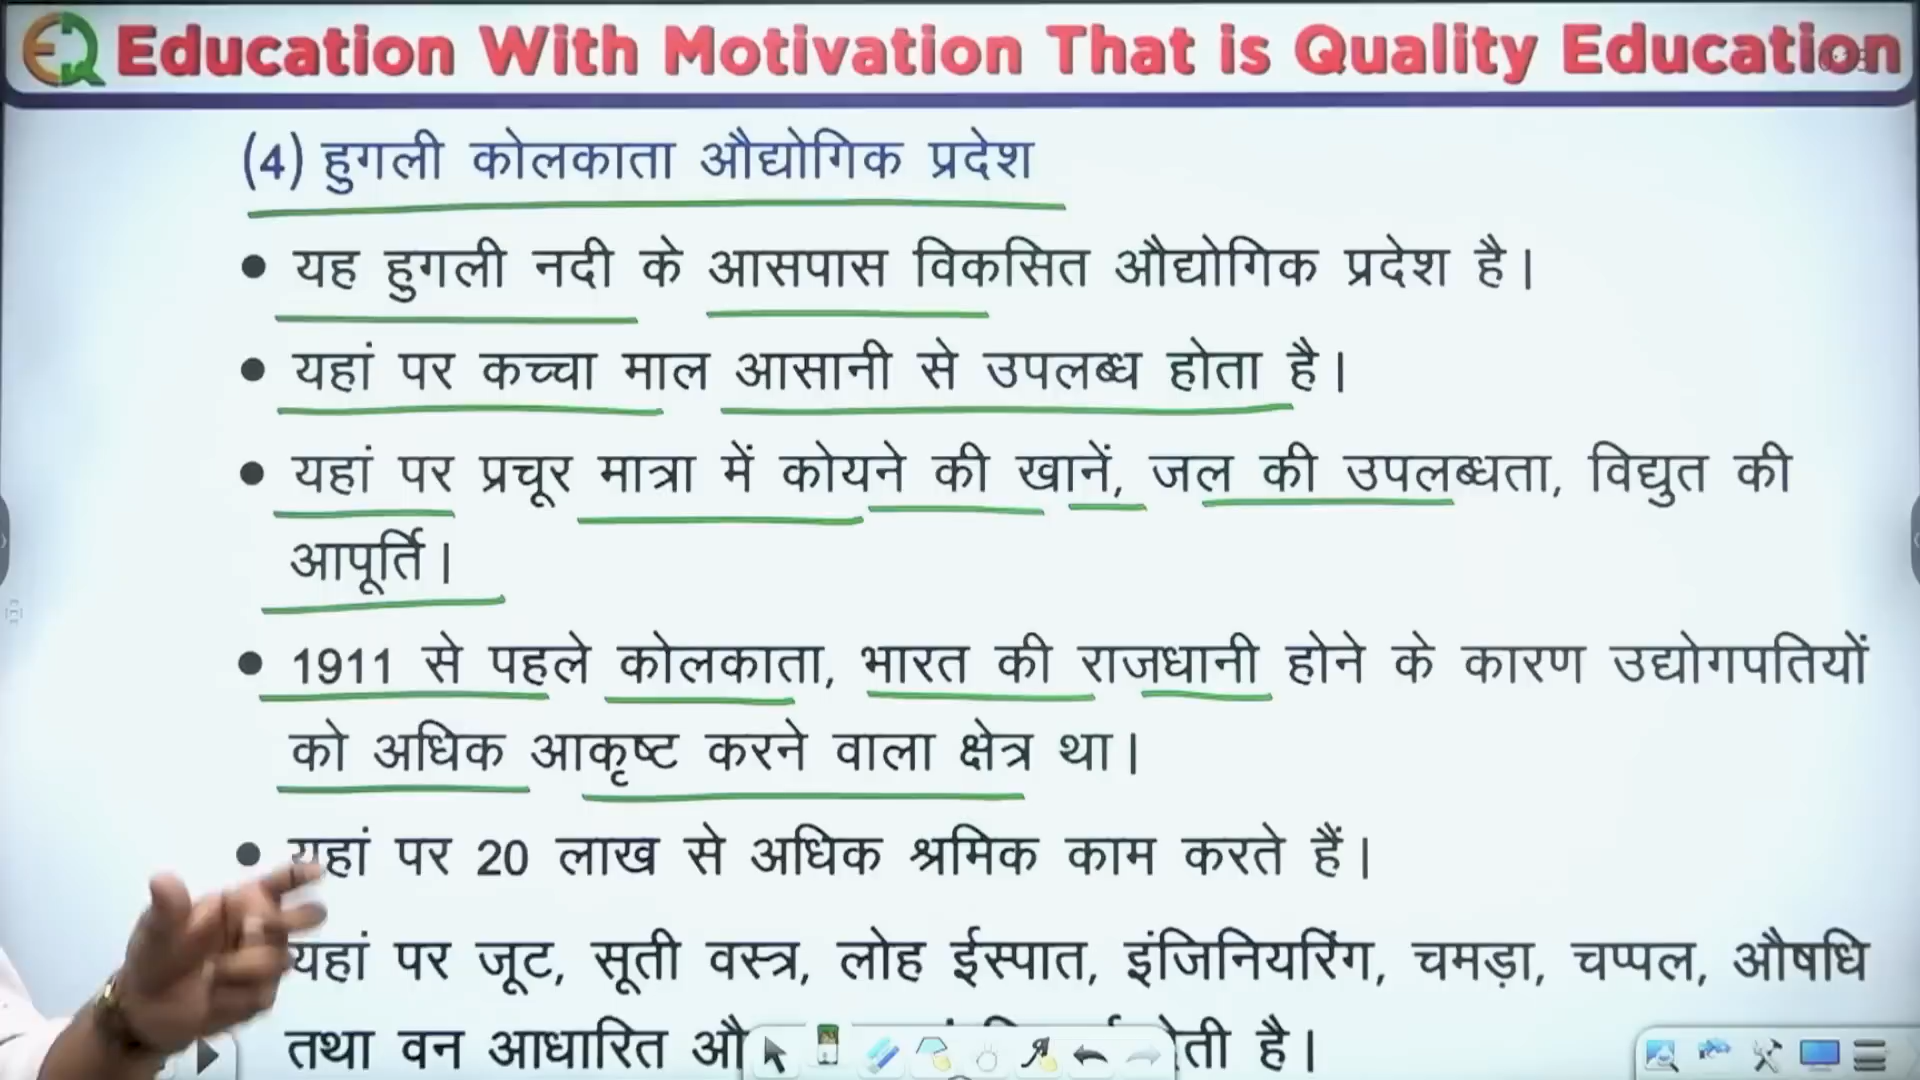 Education With Motivation That is Quality Education
(4) हुगली कोलकाता औद्योगिक प्रदेश
• यह हुगली नदी के आसपास विकसित औद्योगिक प्रदेश है।
• यहां पर कच्चा माल आसानी से उपलब्ध होता है।
• यहां पर प्रचूर मात्रा में कोयने की खानें, जल की उपलब्धता, विद्युत की
आपूर्ति।
• 1911 से पहले कोलकाता, भारत की राजधानी होने के कारण उद्योगपतियों
को अधिक आकृष्ट करने वाला क्षेत्र था।
• यहां पर 20 लाख से अधिक श्रमिक काम करते हैं।
यहां पर जूट, सूती वस्त्र, लोह ईस्पात, इंजिनियरिंग, चमड़ा, चप्पल, औषधि
तथा वन आधारित है।